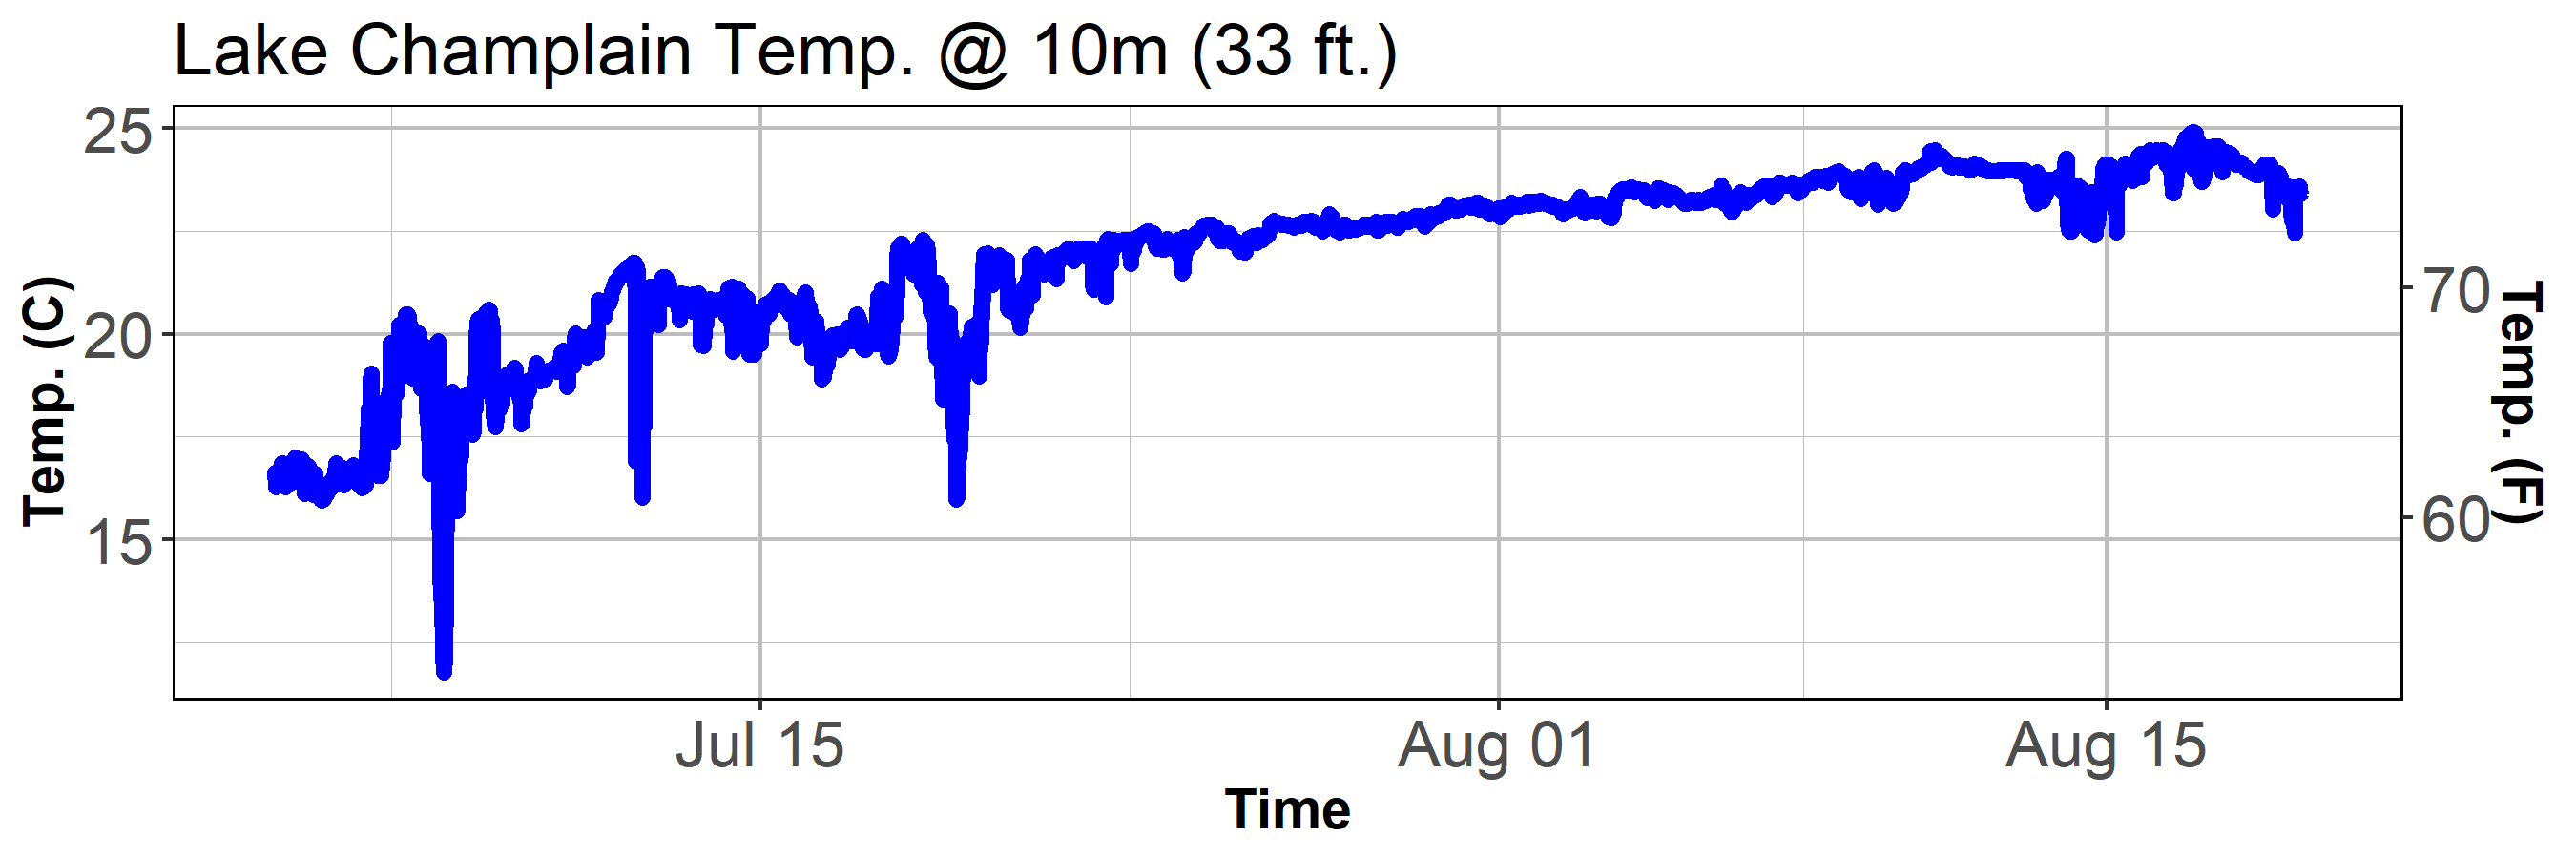 Lake Champlain Temp. @ 10m (33 ft.)
25
20
15
Temp. (C)
70
60
Temp. (F)
Jul 15
Aug 01
Aug 15
Time